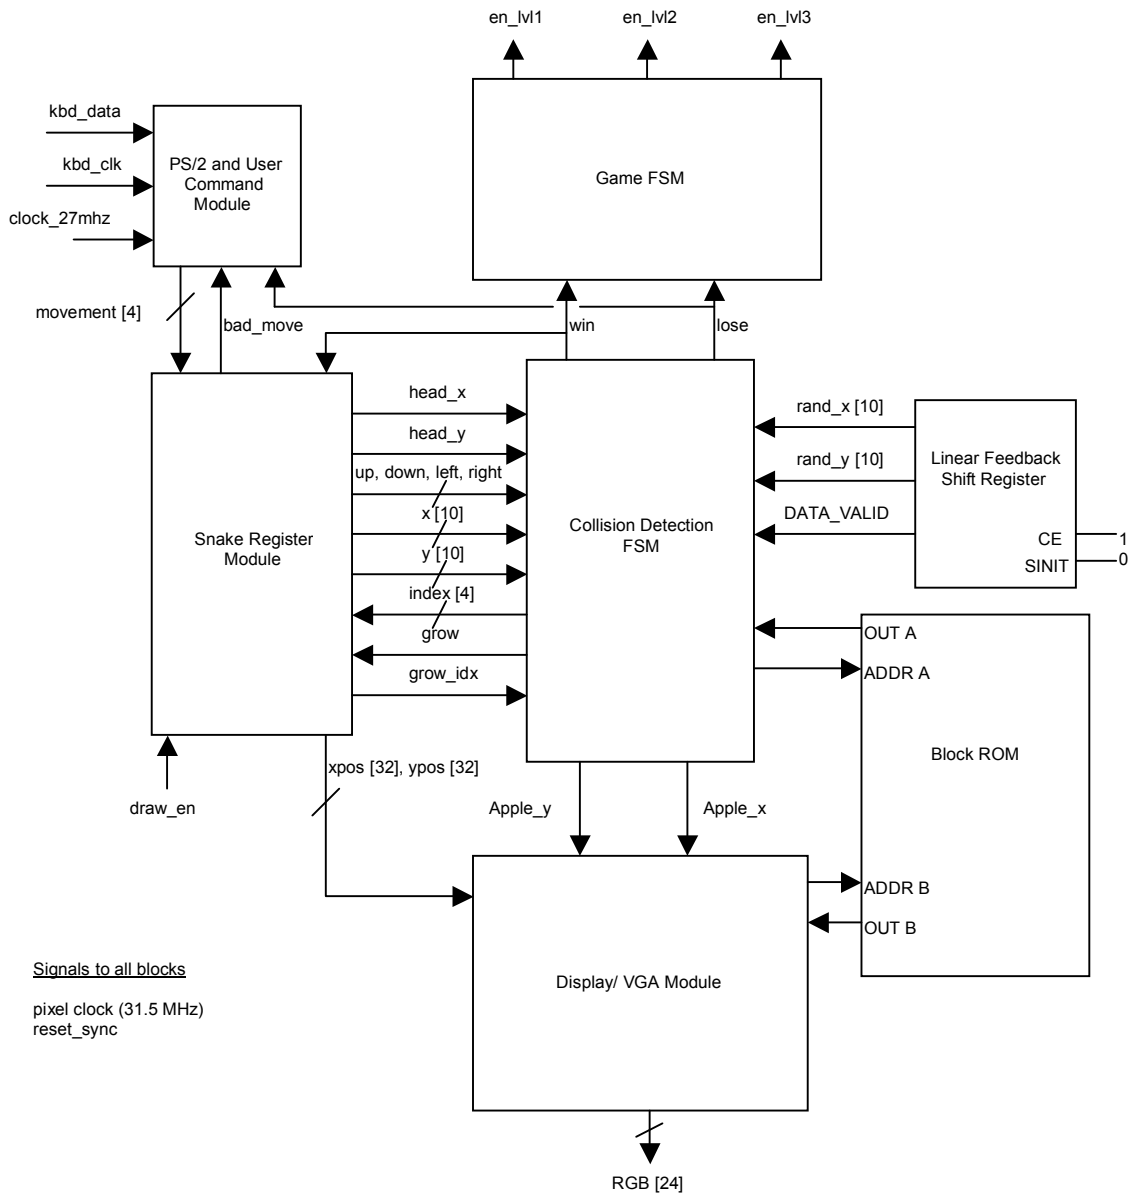 en_lvl1
en_lvl2
en_lvl3
kbd_data
kbd_clk
clock_27mhz
PS/2 and User
Command
Module
Game FSM
movement [4]
bad_move
win
lose
head_x
head_y
up, down, left, right
x [10]
y [10]
index [4]
grow
grow_idx
Snake Register
Module
Collision Detection
FSM
rand_x [10]
rand_y [10]
DATA_VALID
Linear Feedback
Shift Register
CE
1
SINIT
0
OUT A
ADDR A
Block ROM
ADDR B
OUT B
draw_en
xpos [32], ypos [32]
Apple_y
Apple_x
Display/ VGA Module
Signals to all blocks
pixel clock (31.5 MHz)
reset_sync
RGB [24]